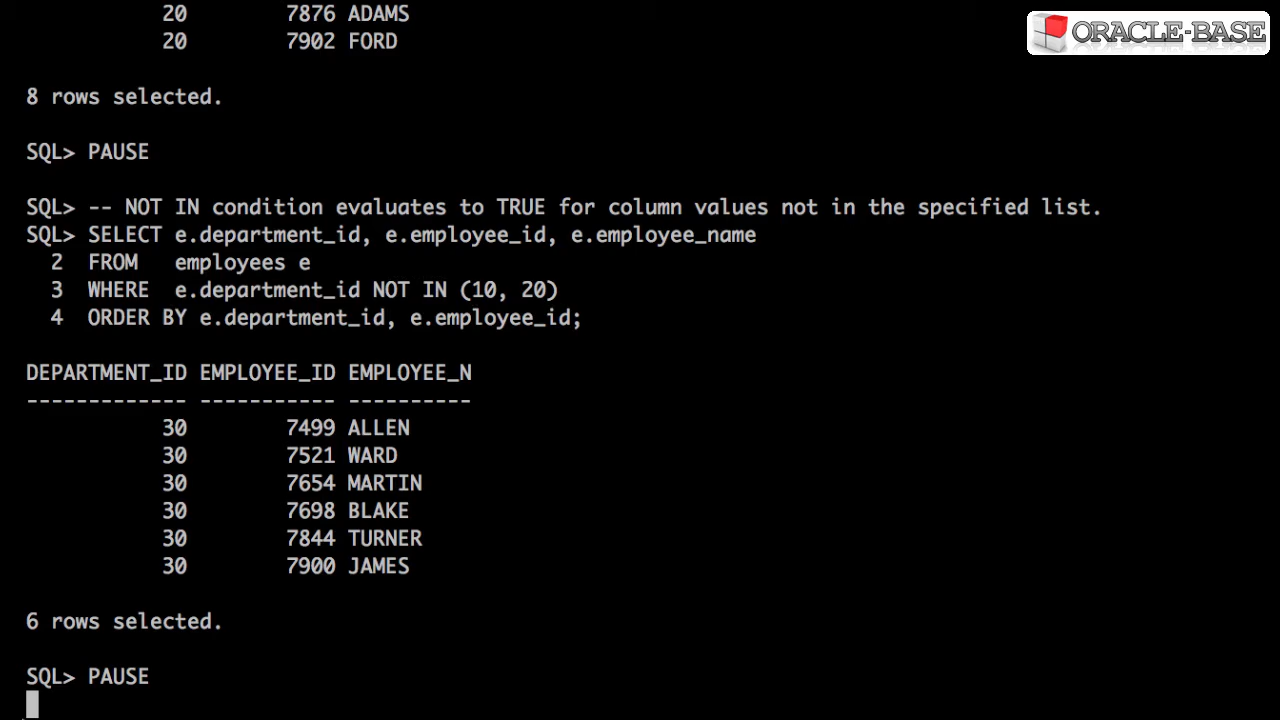 20 7876 ADAMS
20 7902 FORD
ORACLE-BASE
8 rows selected.
SQL> PAUSE
SQL> -- NOT IN condition evaluates to TRUE for column values not in the specified list.
SQL> SELECT e.department_id, e.employee_id, e.employee_name
2 FROM employees e
3 WHERE e.department_id NOT IN (10, 20)
4 ORDER BY e.department_id, e.employee_id;
DEPARTMENT_ID EMPLOYEE_ID EMPLOYEE_N
------------- ----------- ----------
30 7499 ALLEN
30 7521 WARD
30 7654 MARTIN
30 7698 BLAKE
30 7844 TURNER
30 7900 JAMES
6 rows selected.
SQL> PAUSE